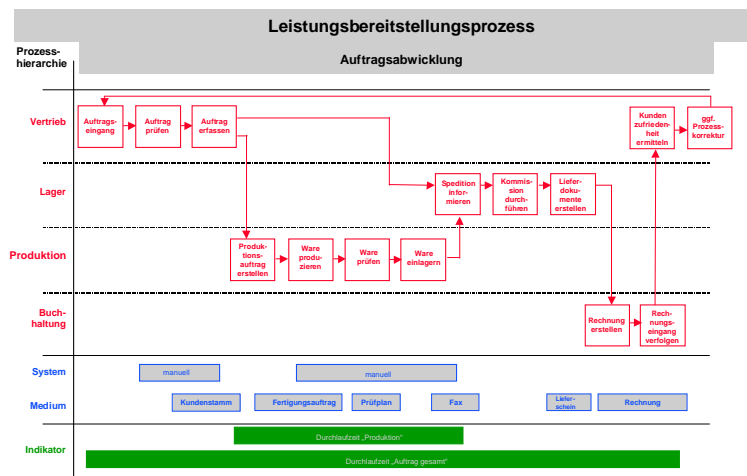 Leistungsbereitstellungsprozess
Prozess-
hierarchie
Auftragsabwicklung
Vertrieb
Auftrags-
eingang
Auftrag
prüfen
Auftrag
erfassen
Kunden
zufrieden-
heit
ermitteln
ggf.
Prozess-
korrektur
Lager
Spedition
infor-
mieren
Kommis-
sion
durch-
führen
Liefer-
doku-
mente
erstellen
Produktion
Produk-
tions-
auftrag
erstellen
Ware
produ-
zieren
Ware
prüfen
Ware
einlagern
Buch-
haltung
Rechnung
erstellen
Rech-
nungs-
eingang
verfolgen
System
manuell
manuell
Medium
Kundenstamm
Fertigungsauftrag
Prüfplan
Fax
Liefer-
schein
Rechnung
Indikator
Durchlaufzeit „Produktion"
Durchlaufzeit „Auftrag gesamt"